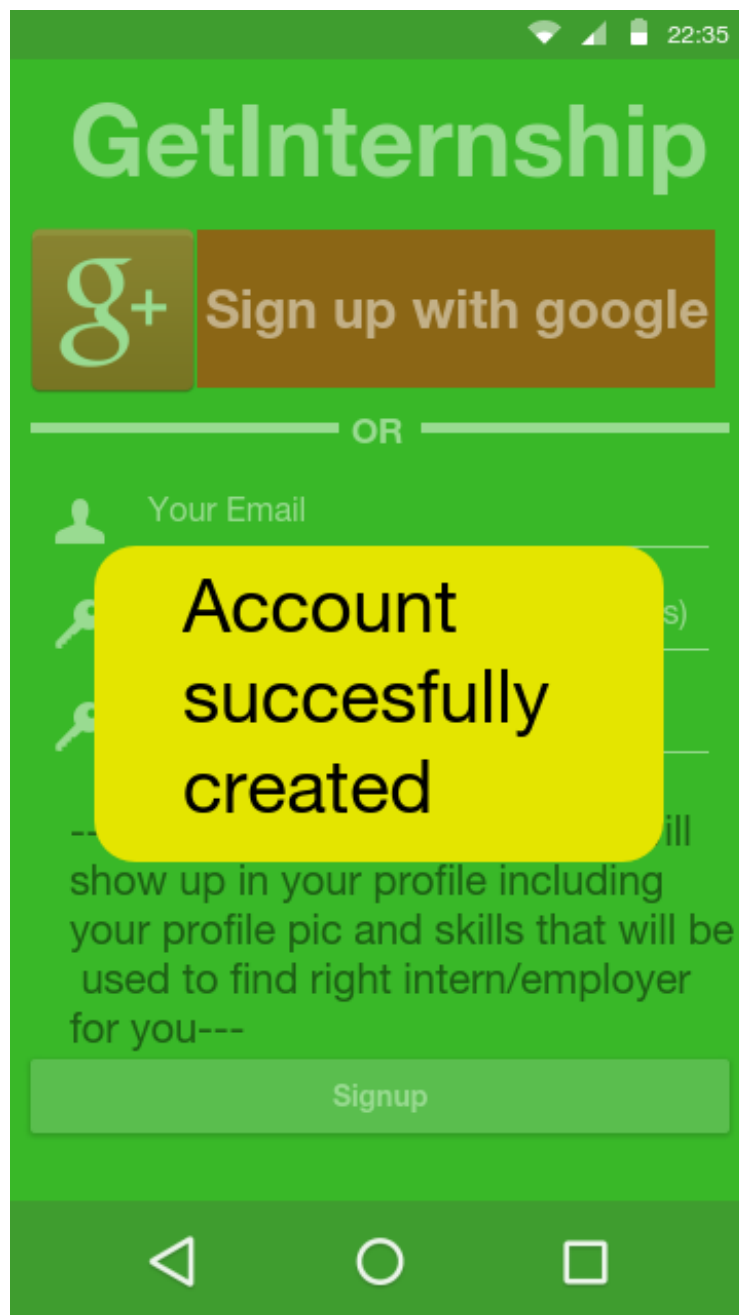 22:35
GetInternship
g+ Sign up with google
OR
Your Email
s)
Account
succesfully
created
--- ill
show up in your profile including
your profile pic and skills that will be
used to find right intern/employer
for you---
Signup